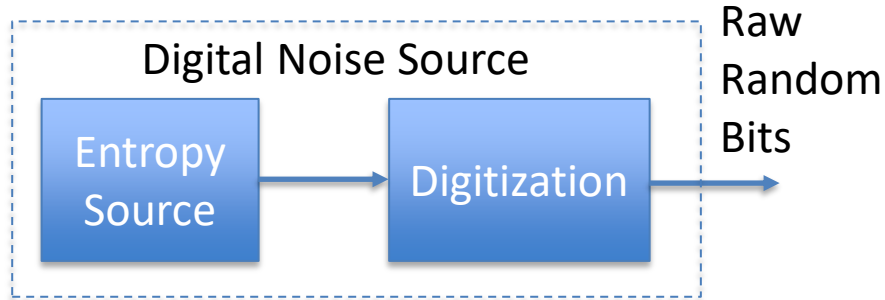 Digital Noise Source
Entropy
Source
Digitization
Raw
Random
Bits